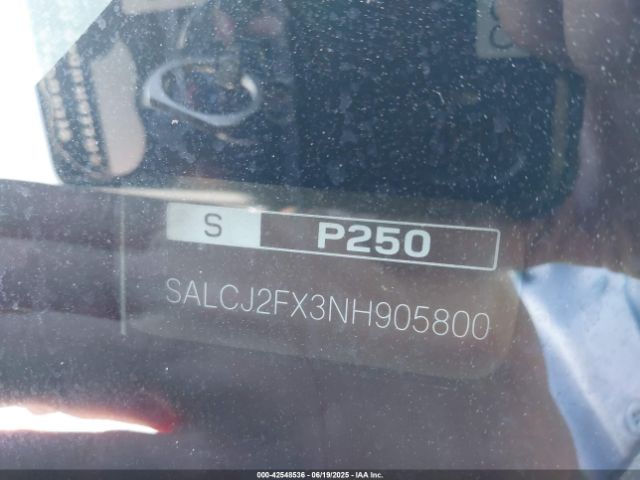 S P250
SALCJ2FX3NH905800
000-42548536 - 06/19/2025 - IAA Inc.